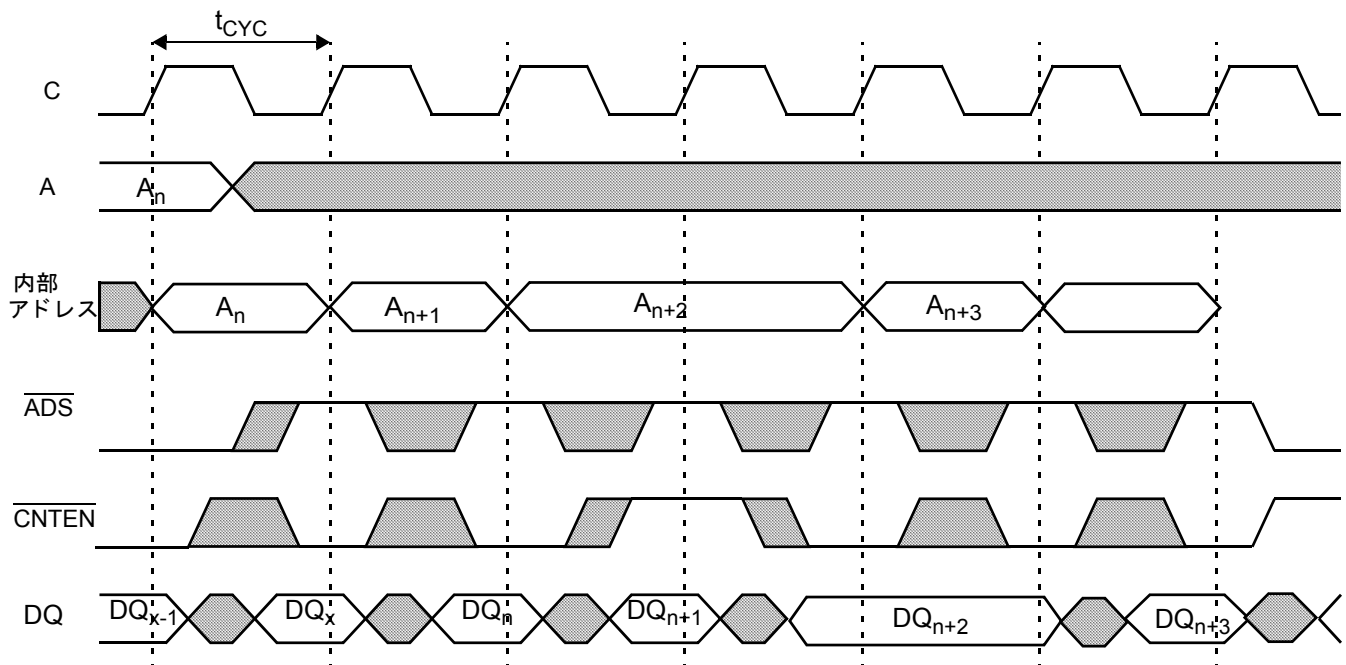 tCYC
C
A
An
内部
アドレス
An
An+1
An+2
An+3
ADS
CNTEN
DQ
DQx-1
DQx
DQn
DQn+1
DQn+2
DQn+3